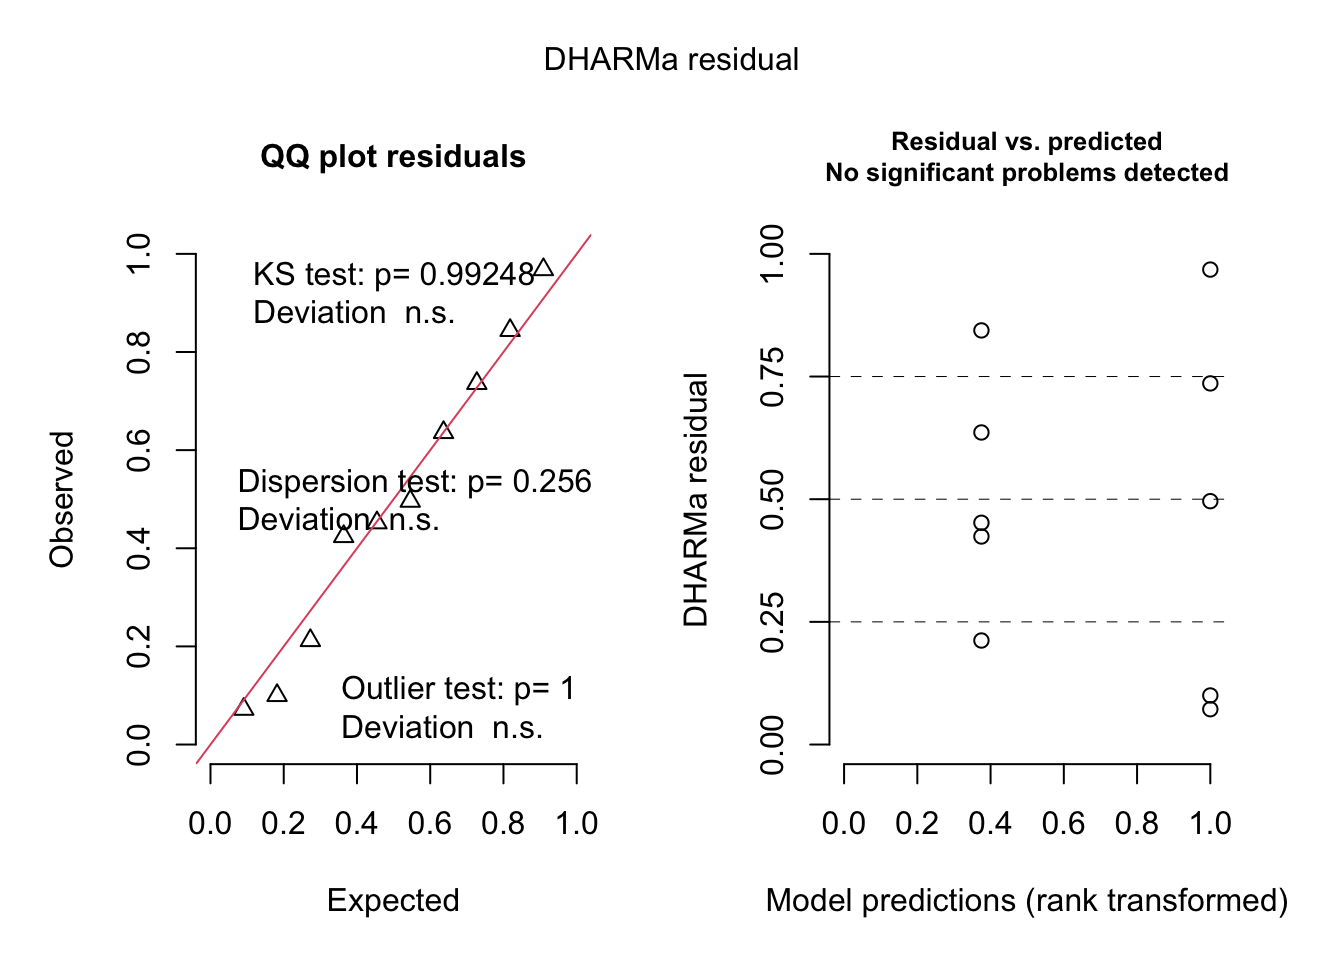 DHARMa residual
QQ plot residuals
KS test: p= 0.99248
Deviation  n.s.
Dispersion test: p= 0.256
Deviation  n.s.
Outlier test: p= 1
Deviation  n.s.
Observed
1.0
0.8
0.6
0.4
0.2
0.0
0.0 0.2 0.4 0.6 0.8 1.0
Expected
Residual vs. predicted
No significant problems detected
DHARMa residual
1.00
0.75
0.50
0.25
0.00
0.0 0.2 0.4 0.6 0.8 1.0
Model predictions (rank transformed)